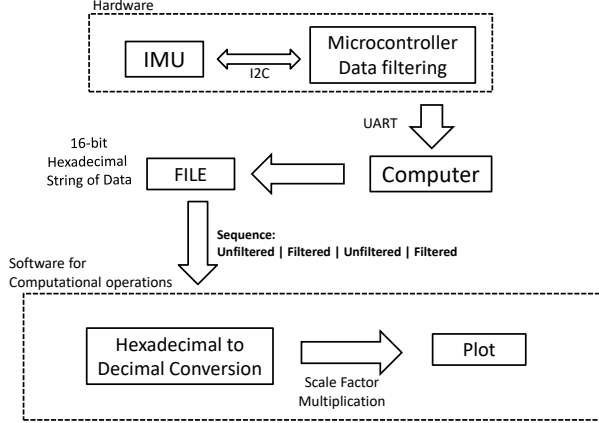 Hardware
IMU
I2C
Microcontroller
Data filtering
UART
Computer
16-bit
Hexadecimal
String of Data
FILE
Sequence:
Unfiltered | Filtered | Unfiltered | Filtered
Software for
Computational operations
Hexadecimal to
Decimal Conversion
Scale Factor
Multiplication
Plot